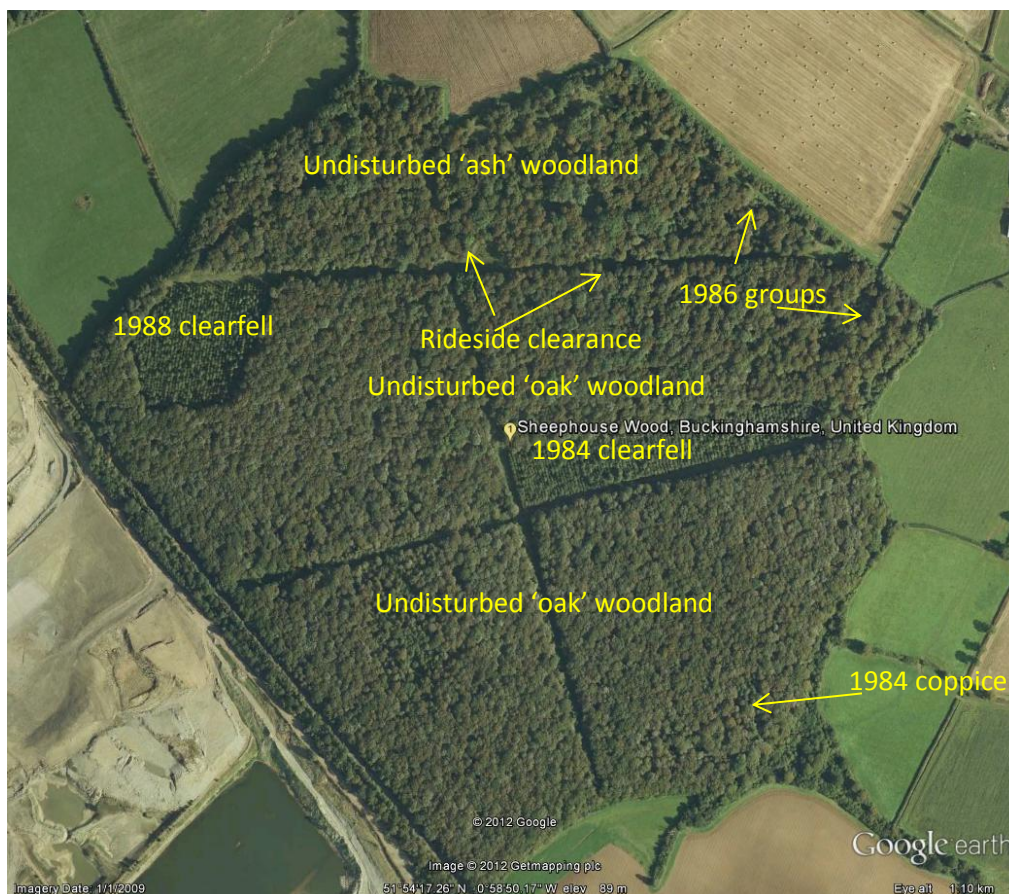 Undisturbed ‘ash’ woodland
1986 groups
1988 clearfell
Rideside clearance
Undisturbed ‘oak’ woodland
1 Sheephouse Wood, Buckinghamshire, United Kingdom
1984 clearfell
Undisturbed ‘oak’ woodland
1984 coppice
© 2012 Google
Google earth
Image © 2012 Getmapping plc
Imagery Date: 1/1/2009 51°54'17.26" N 0°58'50.17" W elev 89 m Eye alt 1.10 km